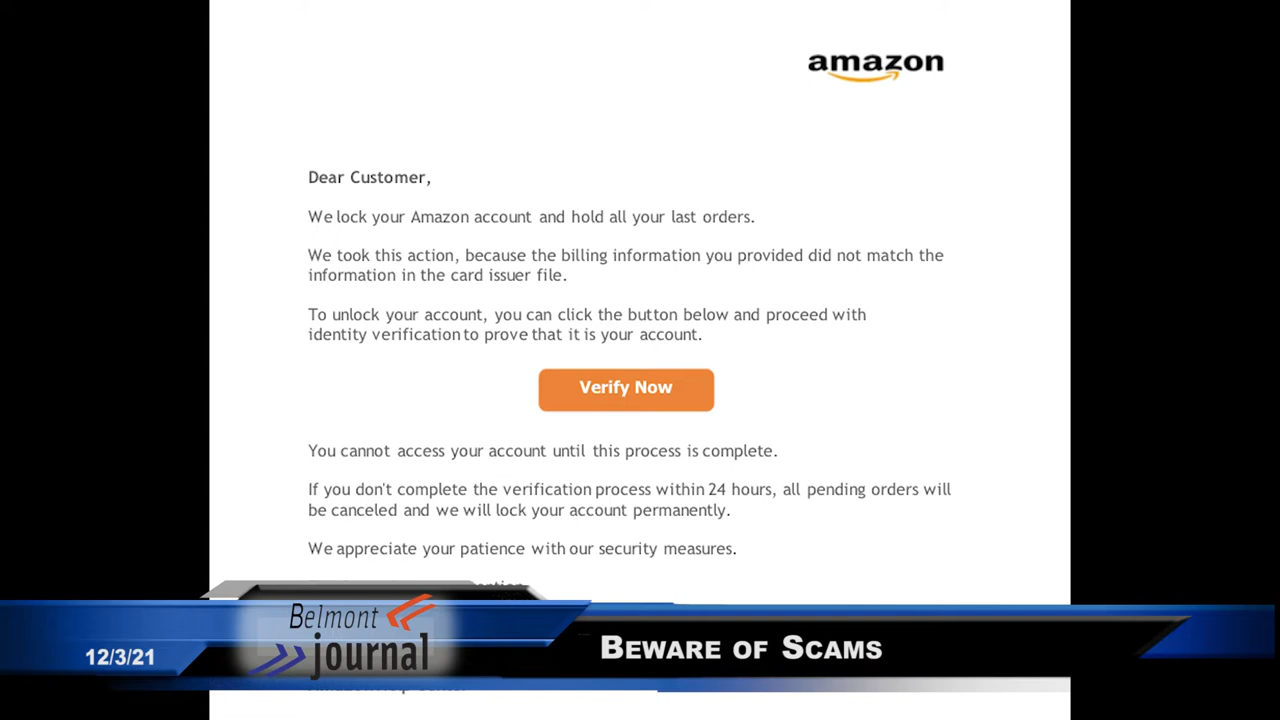 amazon
Dear Customer,
We lock your Amazon account and hold all your last orders.
We took this action, because the billing information you provided did not match the
information in the card issuer file.
To unlock your account, you can click the button below and proceed with
identity verification to prove that it is your account.
Verify Now
You cannot access your account until this process is complete.
If you don't complete the verification process within 24 hours, all pending orders will
be canceled and we will lock your account permanently.
We appreciate your patience with our security measures.
Belmont
journal
12/3/21
BEWARE OF SCAMS